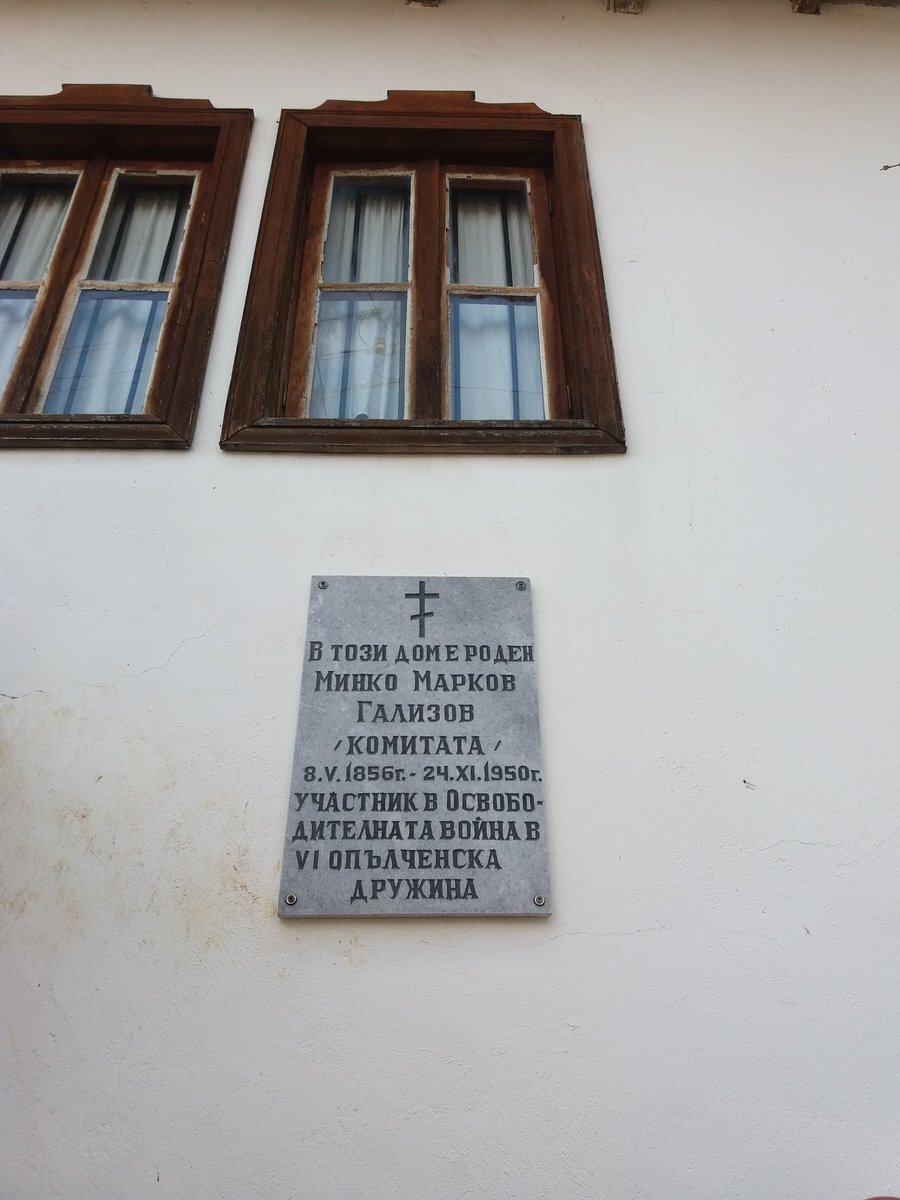 В този дом е роден
Минко Марков
Гализов
/комитата/
8.V.1856г.- 24.XI.1950г.
участник в Освобо-
дителната война в
VI опълченска
дружина